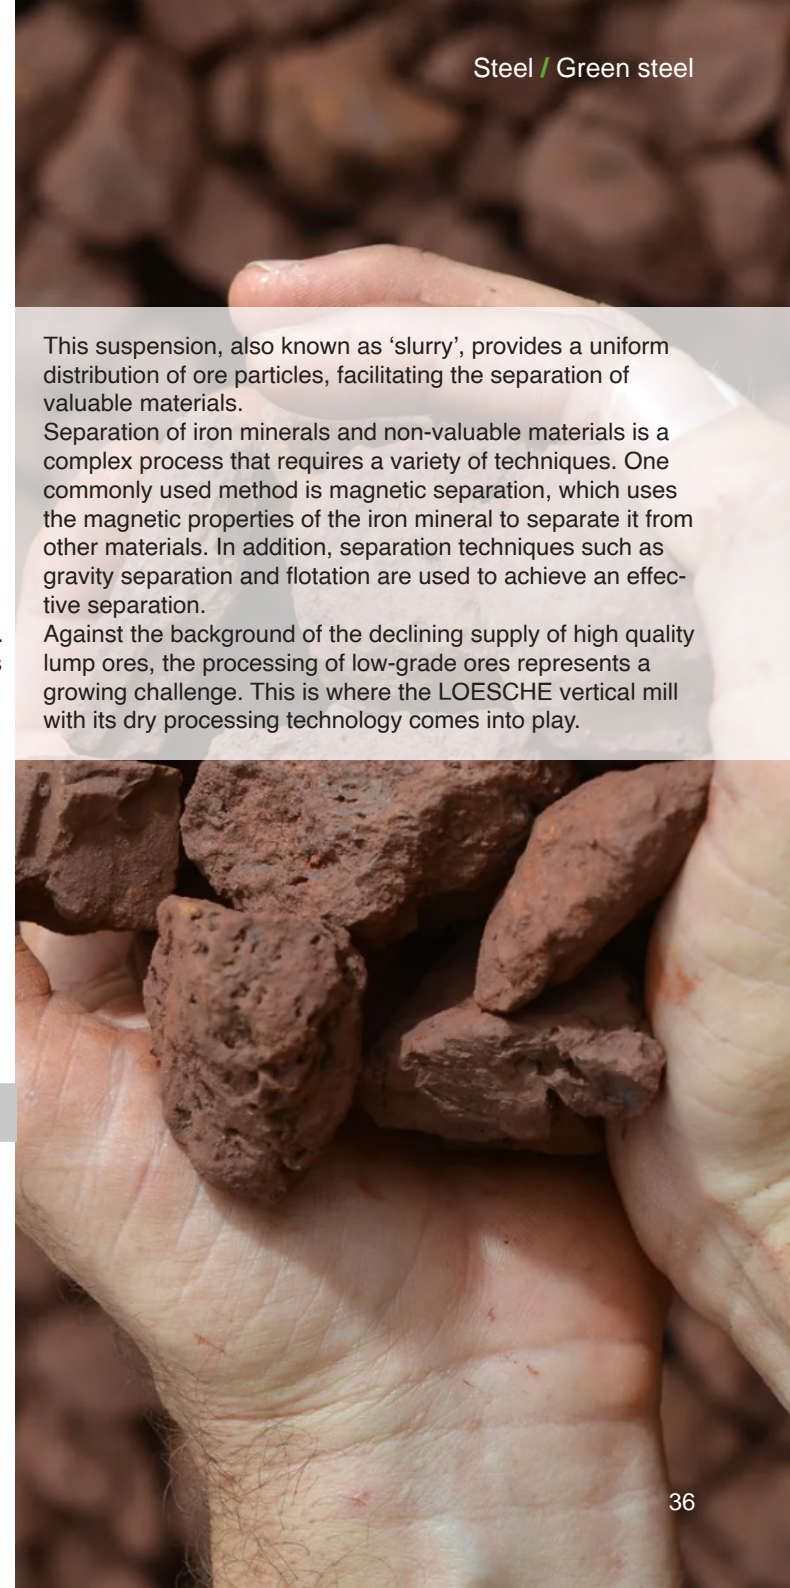 Steel / Green steel
This suspension, also known as ‘slurry’, provides a uniform
distribution of ore particles, facilitating the separation of
valuable materials.
Separation of iron minerals and non-valuable materials is a
complex process that requires a variety of techniques. One
commonly used method is magnetic separation, which uses
the magnetic properties of the iron mineral to separate it from
other materials. In addition, separation techniques such as
gravity separation and flotation are used to achieve an effec-
tive separation.
Against the background of the declining supply of high quality
lump ores, the processing of low-grade ores represents a
growing challenge. This is where the LOESCHE vertical mill
with its dry processing technology comes into play.
36